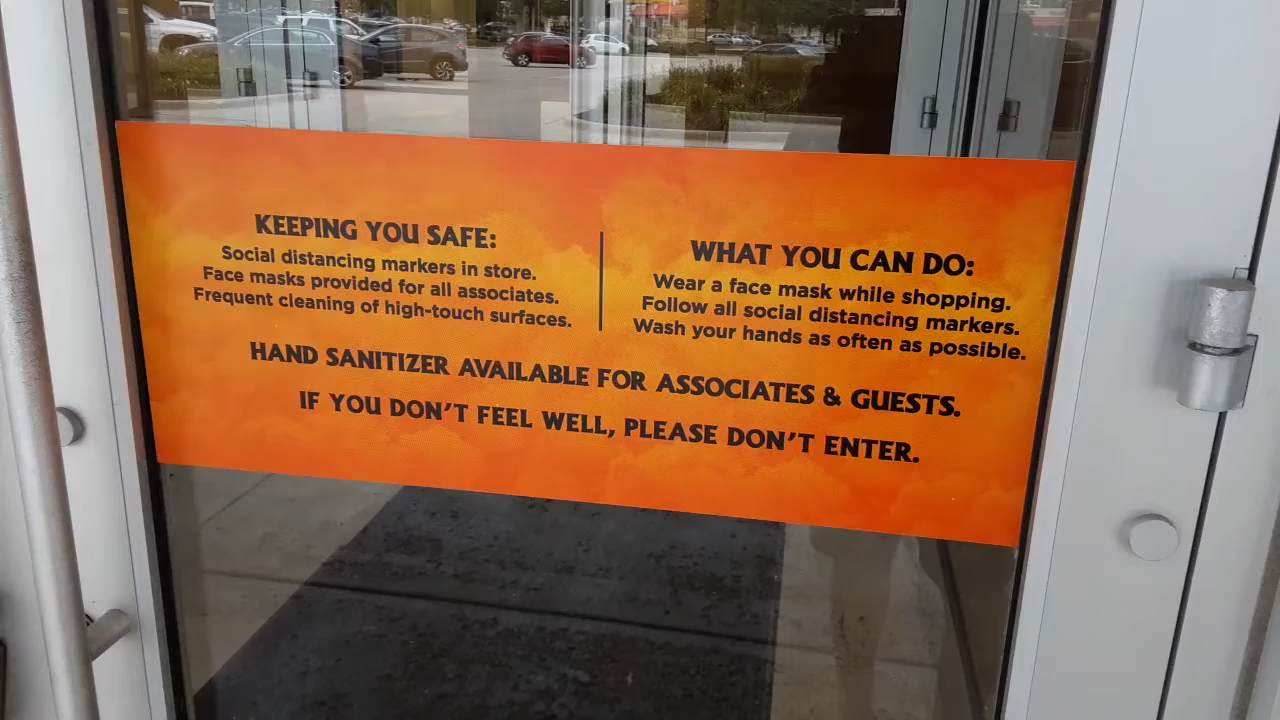 KEEPING YOU SAFE:
Social distancing markers in store.
Face masks provided for all associates.
Frequent cleaning of high-touch surfaces.
WHAT YOU CAN DO:
Wear a face mask while shopping.
Follow all social distancing markers.
Wash your hands as often as possible.
HAND SANITIZER AVAILABLE FOR ASSOCIATES & GUESTS.
IF YOU DON'T FEEL WELL, PLEASE DON'T ENTER.